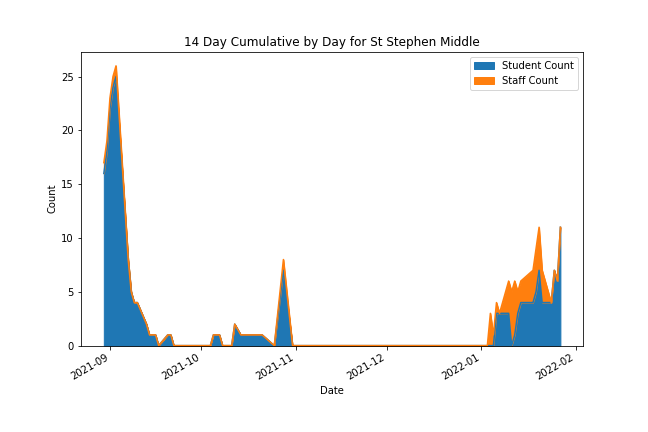 14 Day Cumulative by Day for St Stephen Middle
Student Count
Staff Count
25
20
15
10
5
0
Count
2021-09
2021-10
2021-11
2021-12
2022-01
2022-02
Date